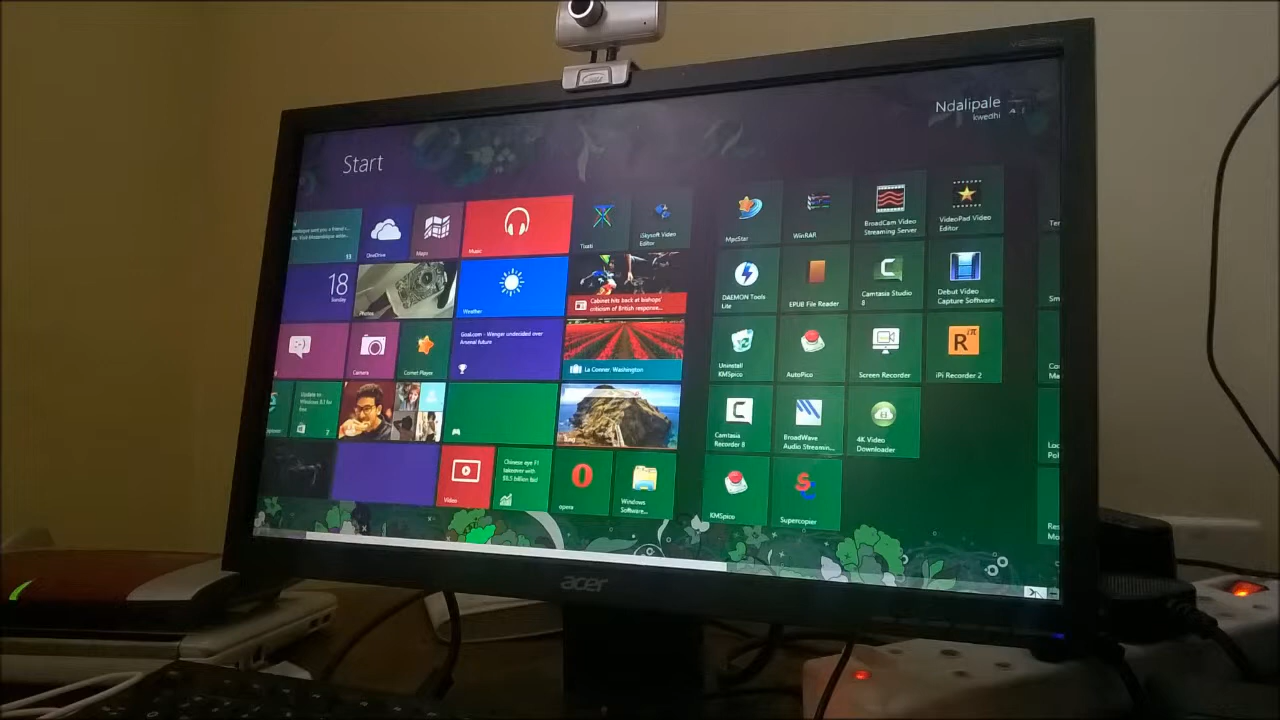 Ndalipale
kwedhi
Start
OneDrive
Maps
Music
Tixati
iSkysoft Video
Editor
MpcStar
WinRAR
BroadCam Video
Streaming Server
VideoPad Video
Editor
18
Sunday
Photos
Weather
Cabinet hits back at bishops'
criticism of British response...
DAEMON Tools
Lite
EPUB File Reader
Camtasia Studio
8
Debut Video
Capture Software
Camera
Comet Player
Goal.com - Wenger undecided over
Arsenal future
La Conner, Washington
Uninstall
KMSpico
AutoPico
Screen Recorder
iPi Recorder 2
Update to
Windows 8.1 for
free
Camtasia
Recorder 8
BroadWave
Audio Streamin...
4K Video
Downloader
Video
Chinese eye F1
takeover with
$8.5 billion bid
opera
Windows
Software...
KMSpico
Supercopier
acer